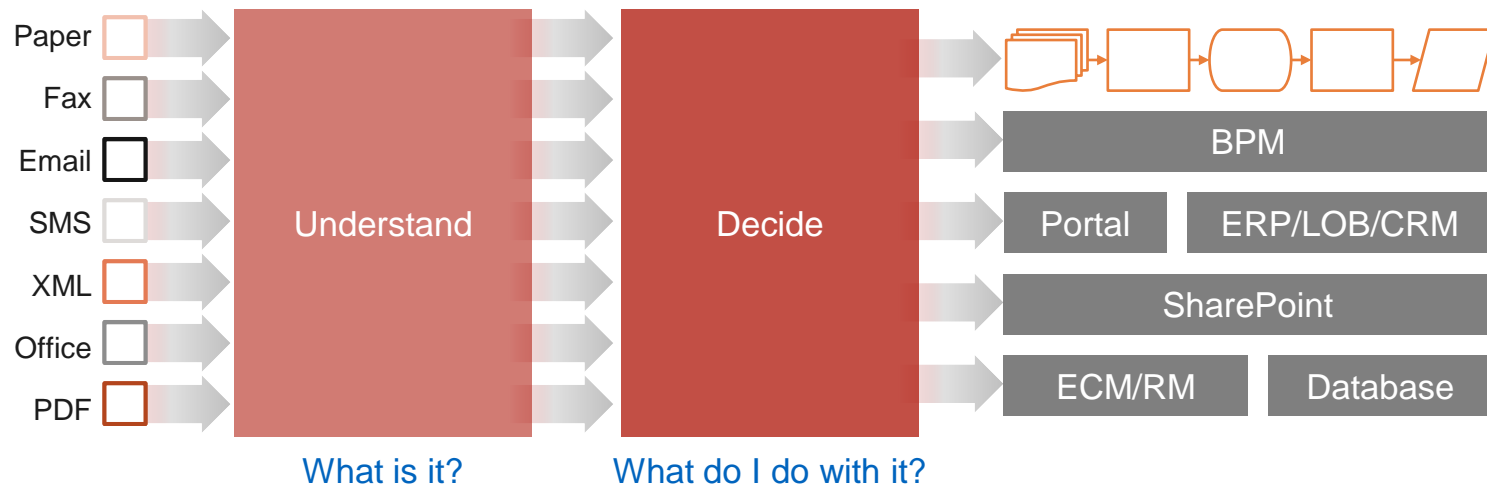 Paper
Fax
Email
SMS
XML
Office
PDF
Understand
What is it?
Decide
What do I do with it?
BPM
Portal
ERP/LOB/CRM
SharePoint
ECM/RM
Database